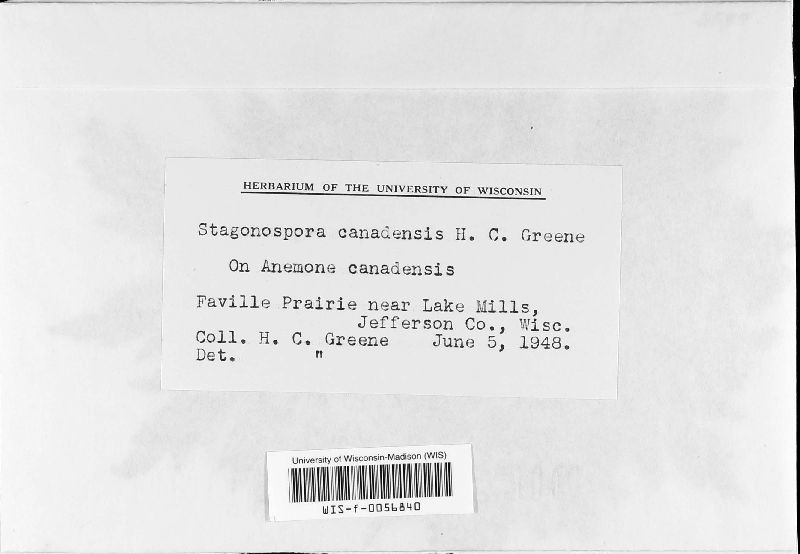 HERBARIUM OF THE UNIVERSITY OF WISCONSIN
Stagonospora canadensis H. C. Greene
On Anemone canadensis
Faville Prairie near Lake Mills,
Jefferson Co., Wisc.
Coll. H. C. Greene June 5, 1948.
Det. "
University of Wisconsin-Madison (WIS)
WIS-f-0056840